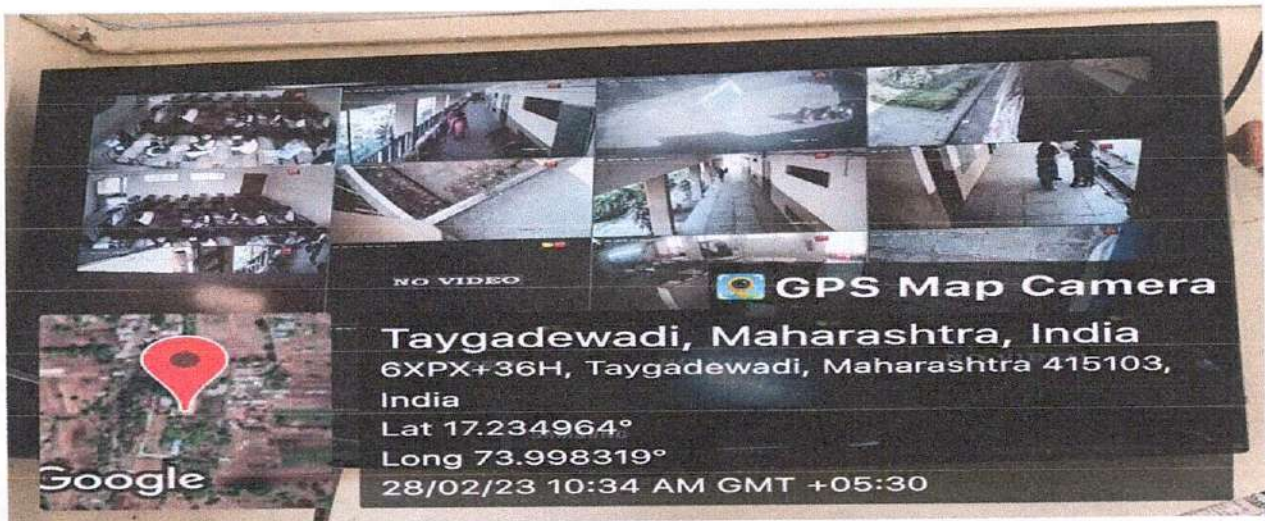 NO VIDEO
GPS Map Camera
Taygadewadi, Maharashtra, India
6XPX+36H, Taygadewadi, Maharashtra 415103,
India
Lat 17.234964°
Long 73.998319°
28/02/23 10:34 AM GMT +05:30
Google